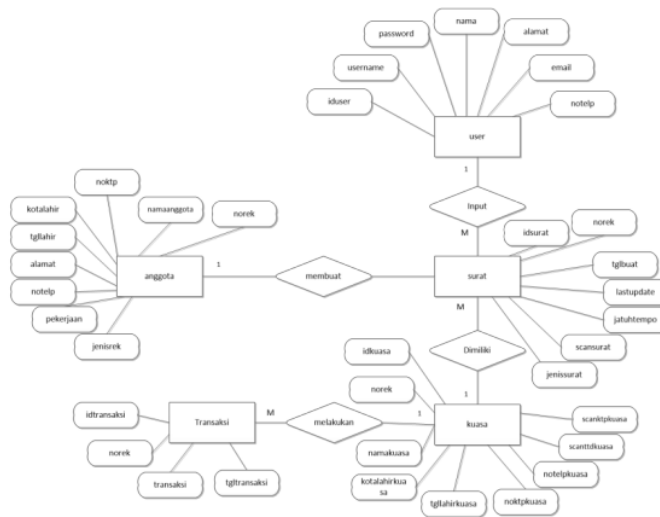 nama
password
alamat
username
email
iduser
notelp
user
1
Input
M
noktp
kotalahir
namaanggota
norek
tgllahir
alamat
notelp
anggota
1
membuat
pekerjaan
jenisrek
idsurat
norek
tglbuat
surat
lastupdate
M
jatuhtempo
scansurat
Dimiliki
jenissurat
1
idkuasa
norek
idtransaksi
Transaksi
M
melakukan
1
kuasa
scanktpkuasa
norek
namakuasa
scanttdkuasa
transaksi
tgltransaksi
kotalahirkua
sa
notelpkuasa
tgllahirkuasa
noktpkuasa